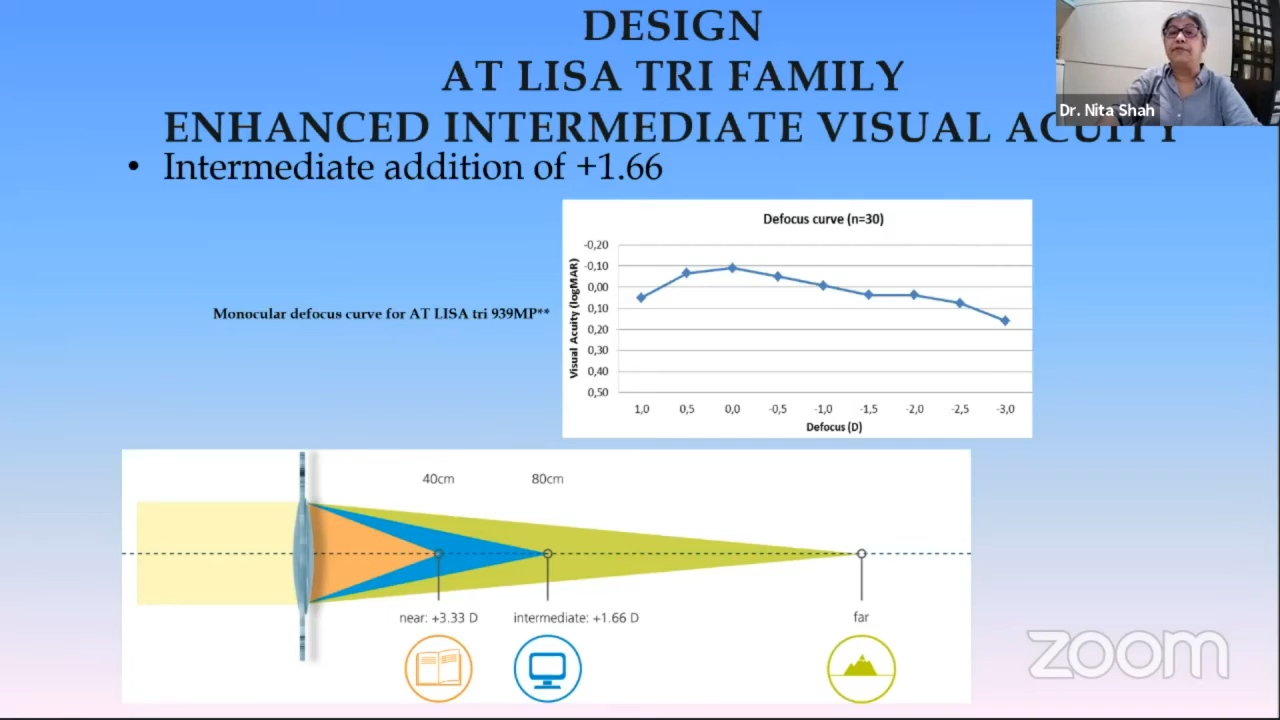 DESIGN
AT LISA TRI FAMILY
ENHANCED INTERMEDIATE VISUAL ACUITY
Dr. Nita Shah
• Intermediate addition of +1.66
Defocus curve (n=30)
Monocular defocus curve for AT LISA tri 939MP**
Visual Acuity (logMAR)
-0,20
-0,10
0,00
0,10
0,20
0,30
0,40
0,50
1,0 0,5 0,0 -0,5 -1,0 -1,5 -2,0 -2,5 -3,0
Defocus (D)
40cm 80cm
near: +3.33 D intermediate: +1.66 D far
zoom